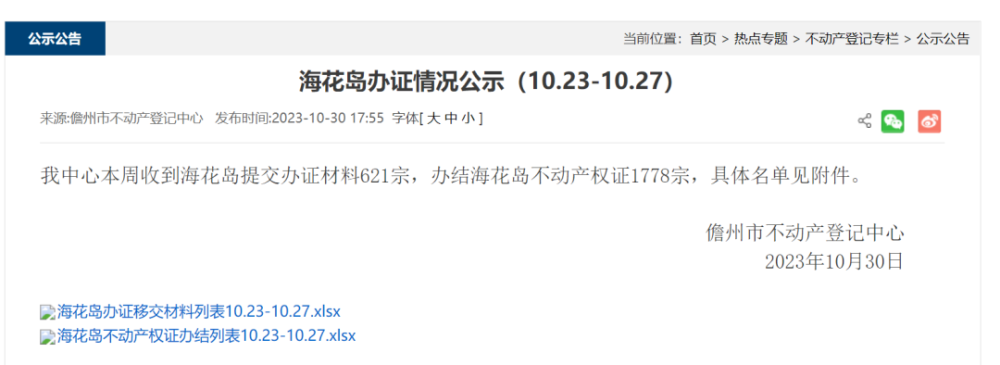 公示公告
当前位置：首页 > 热点专题 > 不动产登记专栏 > 公示公告
海花岛办证情况公示（10.23-10.27）
来源:儋州市不动产登记中心 发布时间:2023-10-30 17:55 字体[ 大 中 小 ]
我中心本周收到海花岛提交办证材料621宗，办结海花岛不动产权证1778宗，具体名单见附件。
儋州市不动产登记中心
2023年10月30日
海花岛办证移交材料列表10.23-10.27.xlsx
海花岛不动产权证办结列表10.23-10.27.xlsx